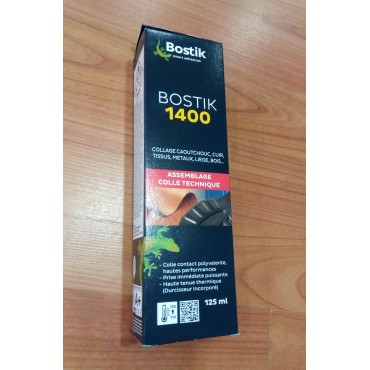 Bostik
smart adhesives
BOSTIK
1400
COLLAGE CAOUTCHOUC, CUIR,
TISSUS, METAUX, LIEGE, BOIS...
ASSEMBLAGE
COLLE TECHNIQUE
- Colle contact polyvalente,
hautes performances
- Prise immédiate puissante
- Haute tenue thermique
(Durcisseur Incorporé)
125 ml
A+